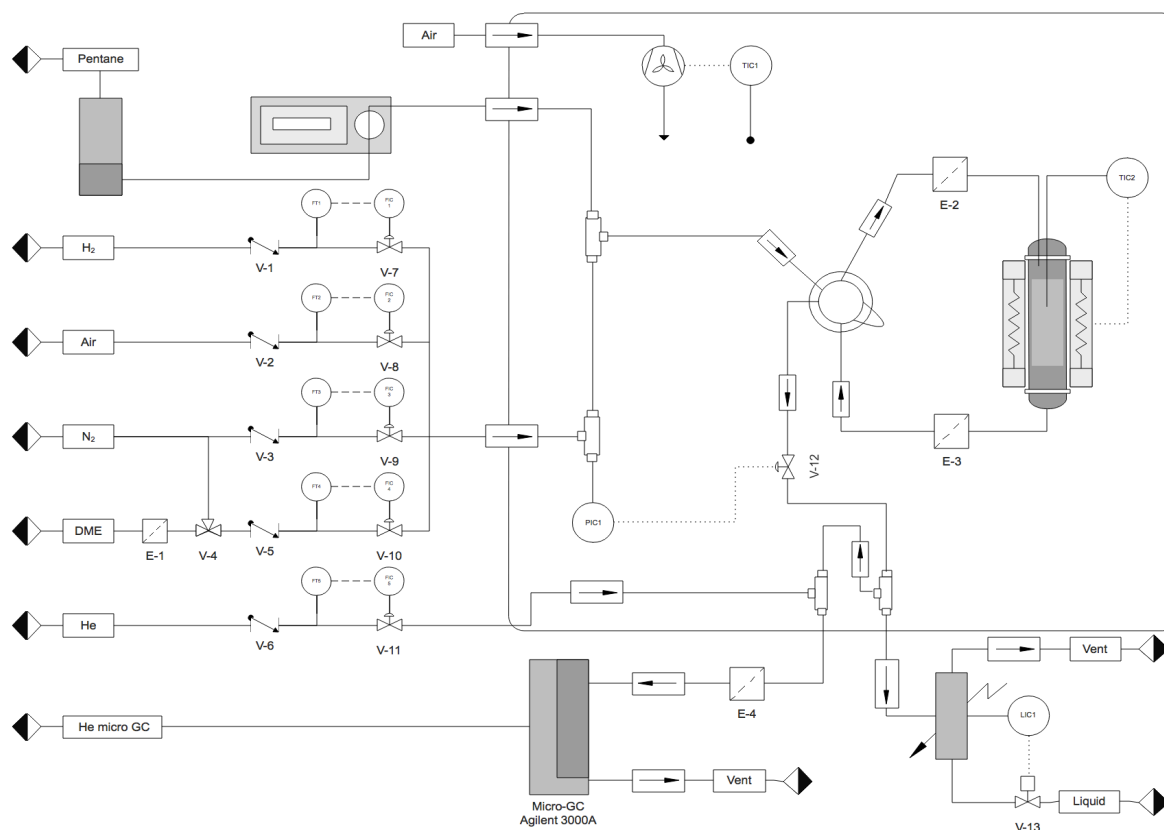 Air
Pentane
TIC1
TIC2
E-2
FT1
FIC
1
H2
V-1
V-7
FT2
FIC
2
Air
V-2
V-8
FT3
FIC
3
N2
V-3
V-9
E-3
V-12
FT4
FIC
4
PIC1
DME
E-1
V-4
V-5
V-10
FT5
FIC
5
He
V-6
V-11
Vent
E-4
LIC1
He micro GC
Vent
Liquid
Micro-GC
Agilent 3000A
V-13